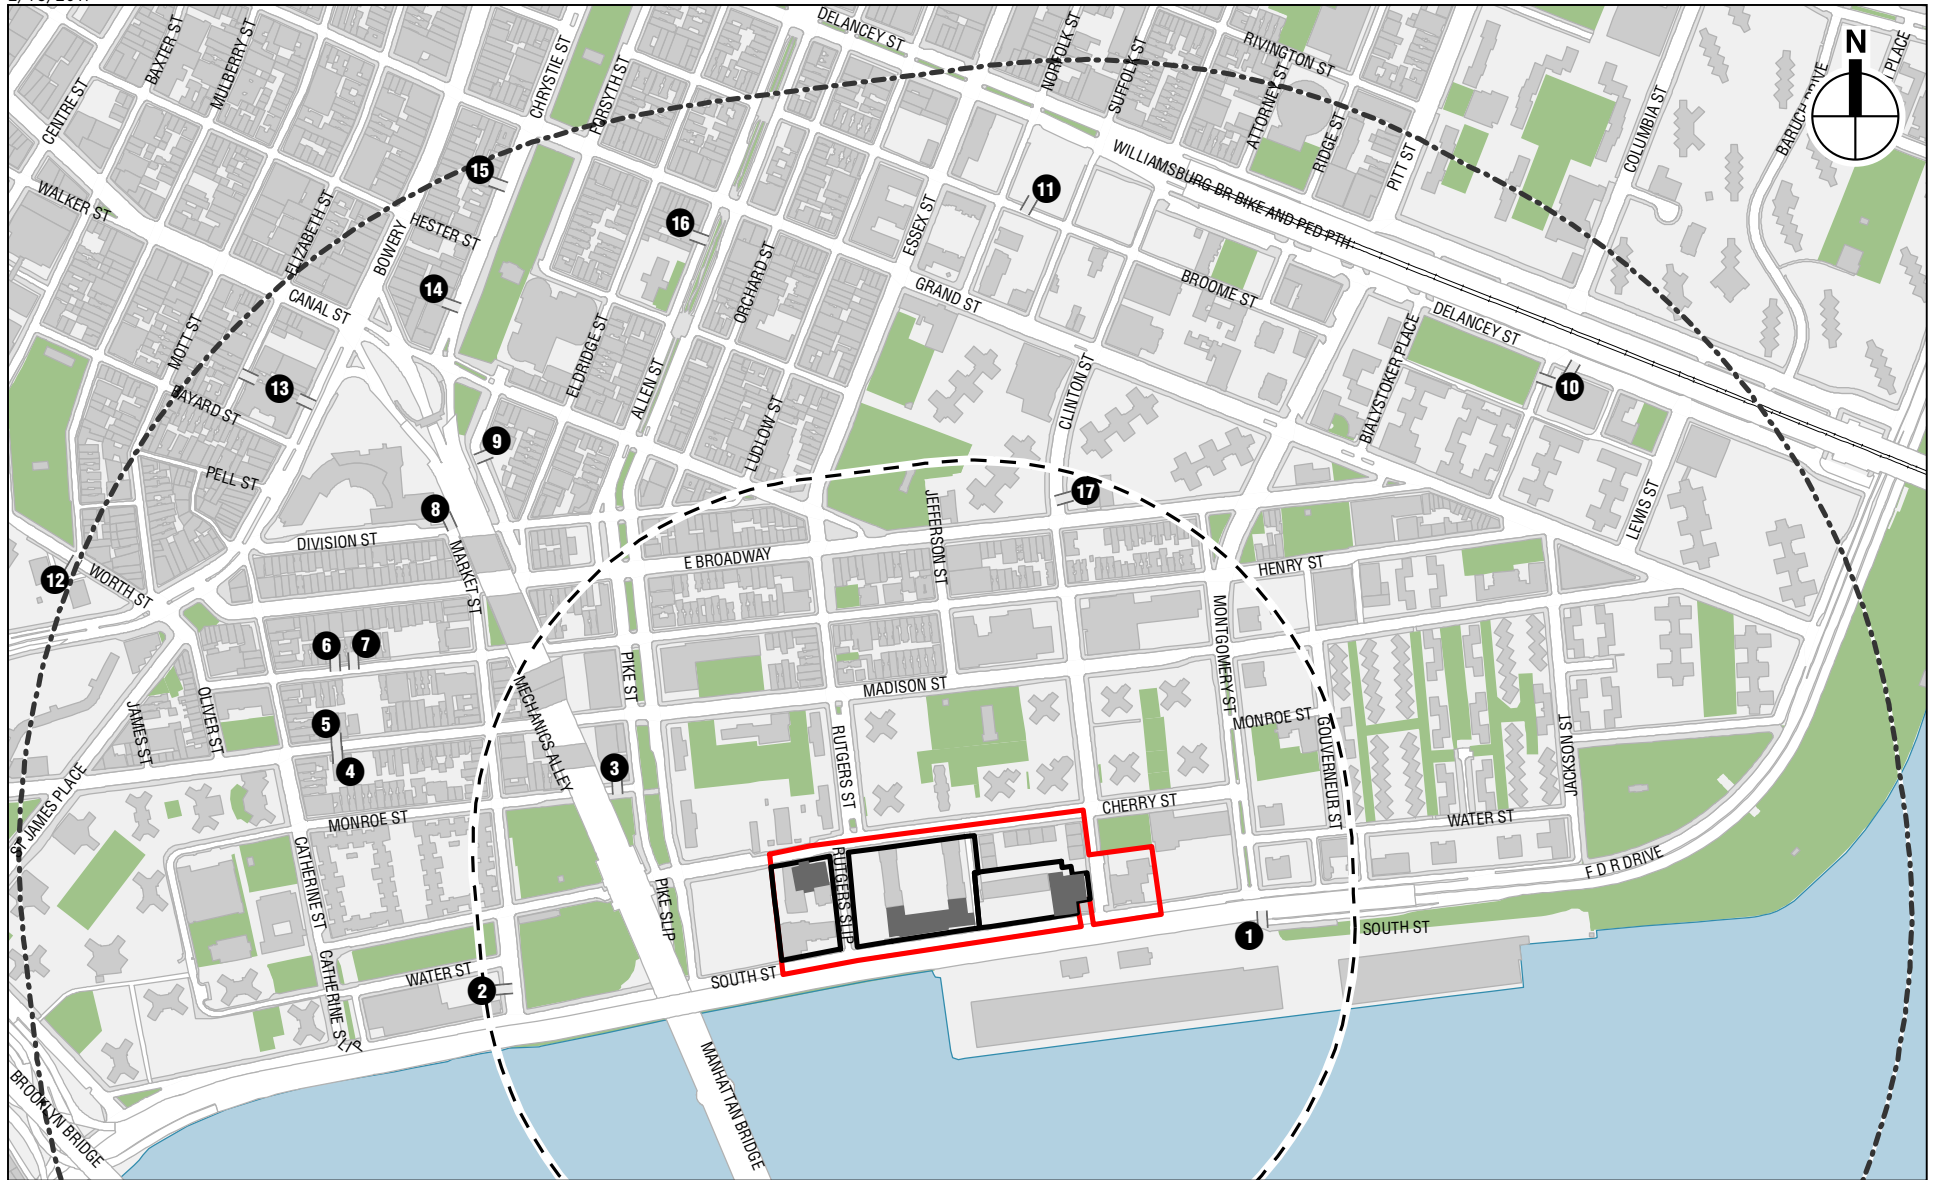 DELANCEY ST
BAXTER ST
MULBERRY ST
CHRYSTIE ST
FORSYTH ST
NORFOLK ST
SUFFOLK ST
RIVINGTON ST
N
PLACE
CENTRE ST
ATTORNEY ST
RIDGE ST
PITT ST
COLUMBIA ST
BARUCH DRIVE
WILLIAMSBURG BR BIKE AND PED PTH
15
11
WALKER ST
ELIZABETH ST
BOWERY
HESTER ST
16
ORCHARD ST
ESSEX ST
14
CANAL ST
GRAND ST
BROOME ST
DELANCEY ST
MOTT ST
ELDRIDGE ST
ALLEN ST
CLINTON ST
BIALYSTOKER PLACE
13
10
BAYARD ST
LUDLOW ST
9
PELL ST
8
17
JEFFERSON ST
LEWIS ST
DIVISION ST
MARKET ST
E BROADWAY
HENRY ST
12
WORTH ST
6
7
PIKE ST
MADISON ST
MONTGOMERY ST
JAMES ST
OLIVER ST
5
4
MECHANICS ALLEY
3
RUTGERS ST
MONROE ST
GOUVERNEUR ST
JACKSON ST
ST JAMES PLACE
MONROE ST
CHERRY ST
WATER ST
CATHERINE ST
PIKE SLIP
RUTGERS SLIP
F D R DRIVE
1
SOUTH ST
WATER ST
2
SOUTH ST
CATHERINE SLIP
BROOKLYN BRIDGE
MANHATTAN BRIDGE